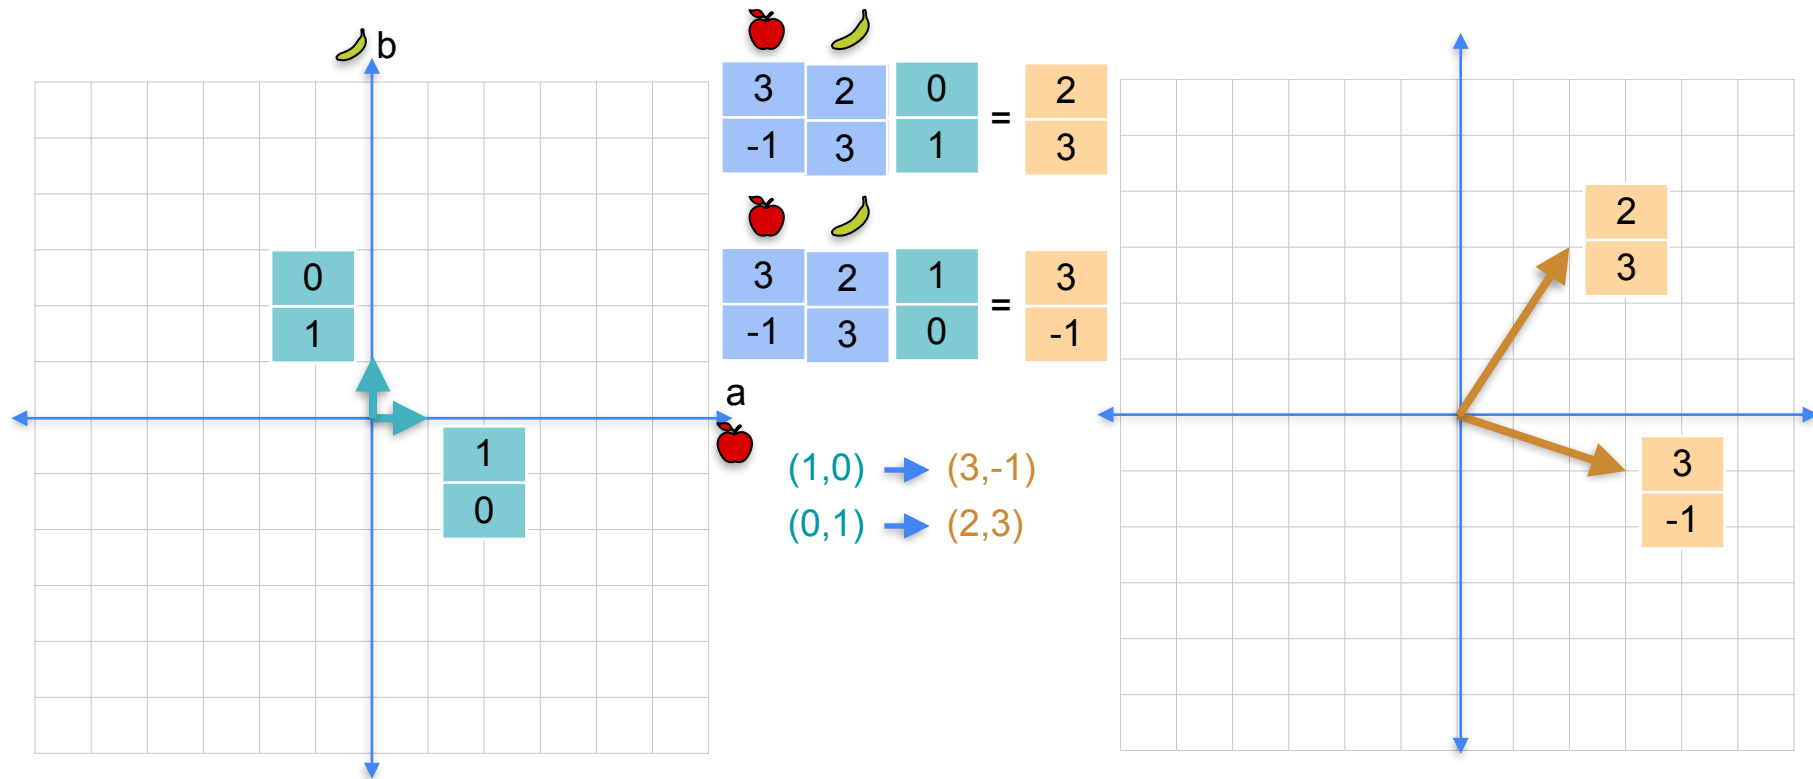 b
3 2 0 2
=
-1 3 1 3
3 2 1 3
=
-1 3 0 -1
a
(1,0) (3,-1)
(0,1) (2,3)
0
1
1
0
2
3
3
-1